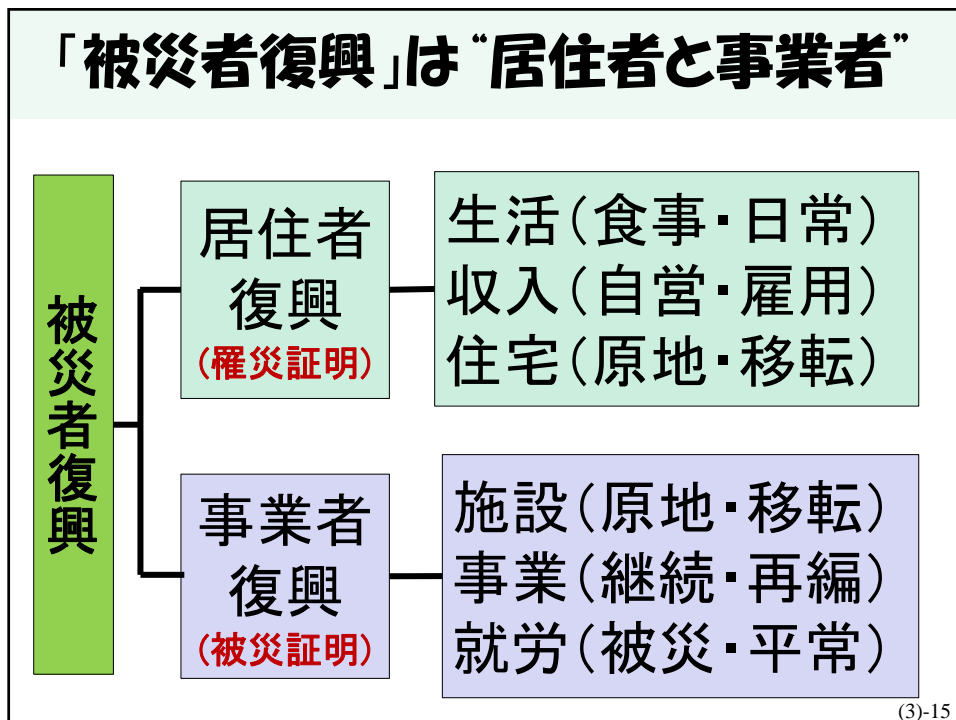 「被災者復興」は“居住者と事業者”
被災者復興
居住者
復興
(罹災証明)
生活(食事・日常)
収入(自営・雇用)
住宅(原地・移転)
事業者
復興
(被災証明)
施設(原地・移転)
事業(継続・再編)
就労(被災・平常)
(3)-15